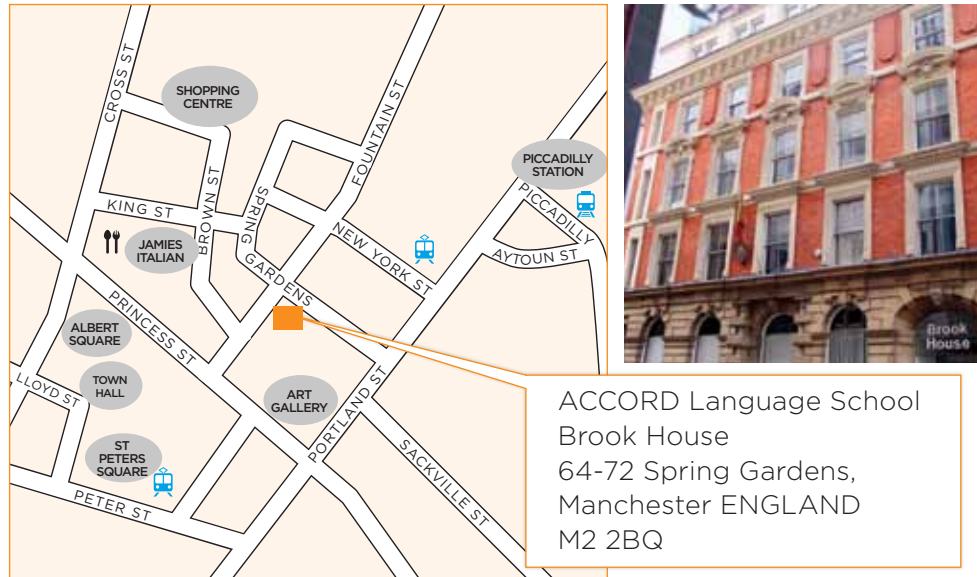 CROSS ST
SHOPPING
CENTRE
FOUNTAIN ST
PICCADILLY
STATION
PICCADILLY
KING ST
BROWN ST
SPRING
GARDENS
NEW YORK ST
AYTOUN ST
JAMIES
ITALIAN
PRINCESS ST
ALBERT
SQUARE
LLOYD ST
TOWN
HALL
ART
GALLERY
PORTLAND ST
SACKVILLE ST
ST
PETERS
SQUARE
PETER ST
Brook
House
ACCORD Language School
Brook House
64-72 Spring Gardens,
Manchester ENGLAND
M2 2BQ